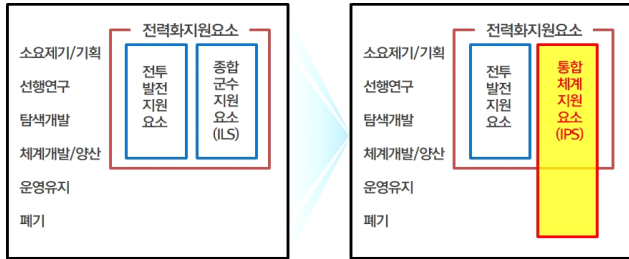 전력화지원요소
소요제기/기획
선행연구
탐색개발
체계개발/양산
운영유지
폐기
전투
발전
지원
요소
종합
군수
지원
요소
(ILS)
전력화지원요소
소요제기/기획
선행연구
탐색개발
체계개발/양산
운영유지
폐기
전투
발전
지원
요소
통합
체계
지원
요소
(IPS)